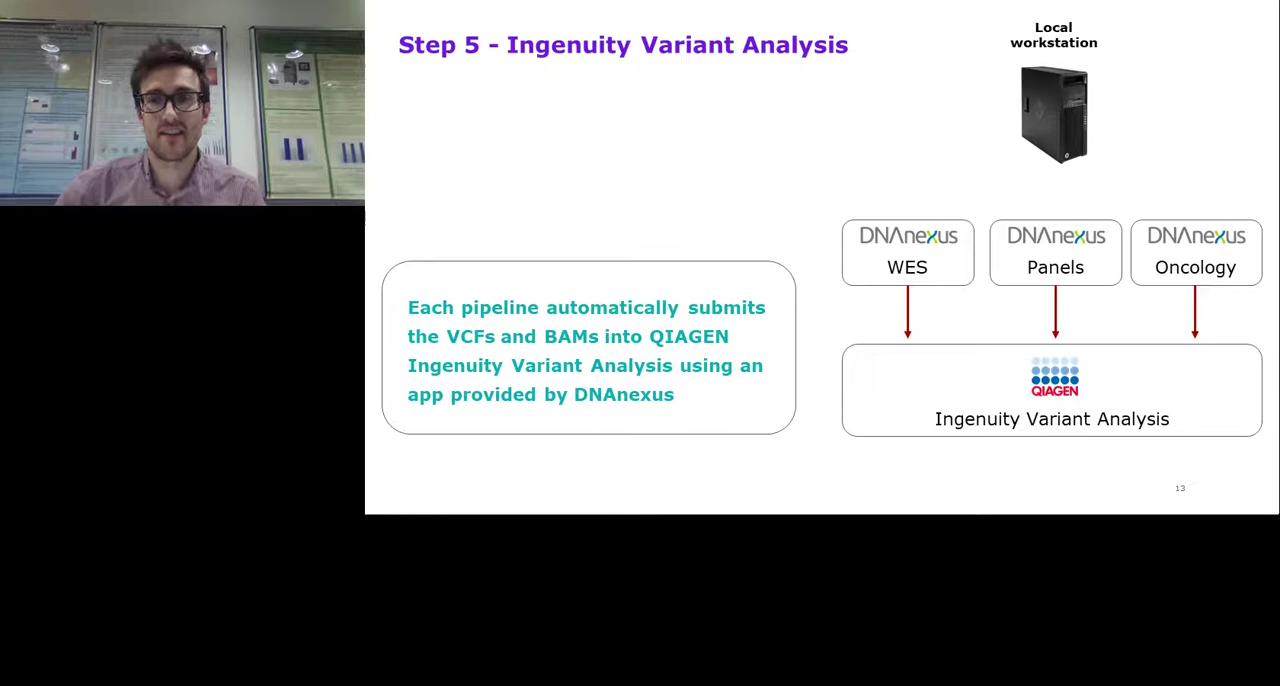 Step 5 - Ingenuity Variant Analysis
Local
workstation
DNAnexus
WES
DNAnexus
Panels
DNAnexus
Oncology
Each pipeline automatically submits
the VCFs and BAMs into QIAGEN
Ingenuity Variant Analysis using an
app provided by DNAnexus
QIAGEN
Ingenuity Variant Analysis
13